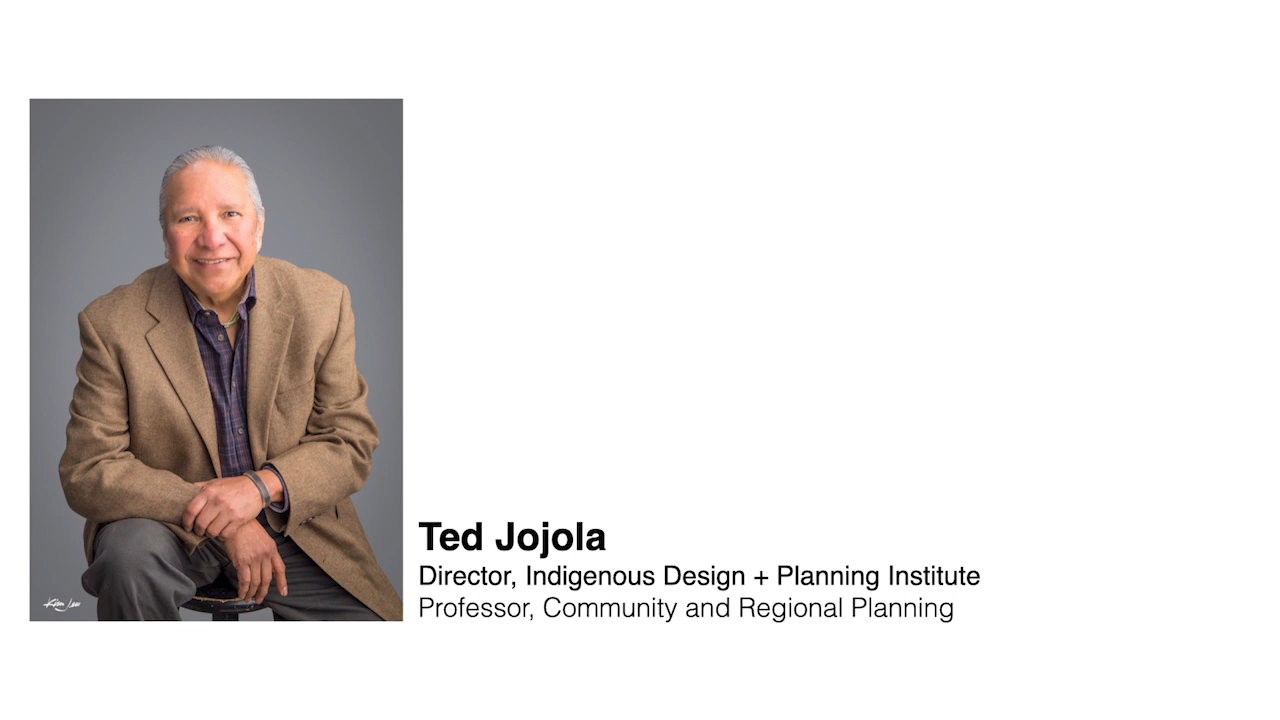 Ted Jojola
Director, Indigenous Design + Planning Institute
Professor, Community and Regional Planning